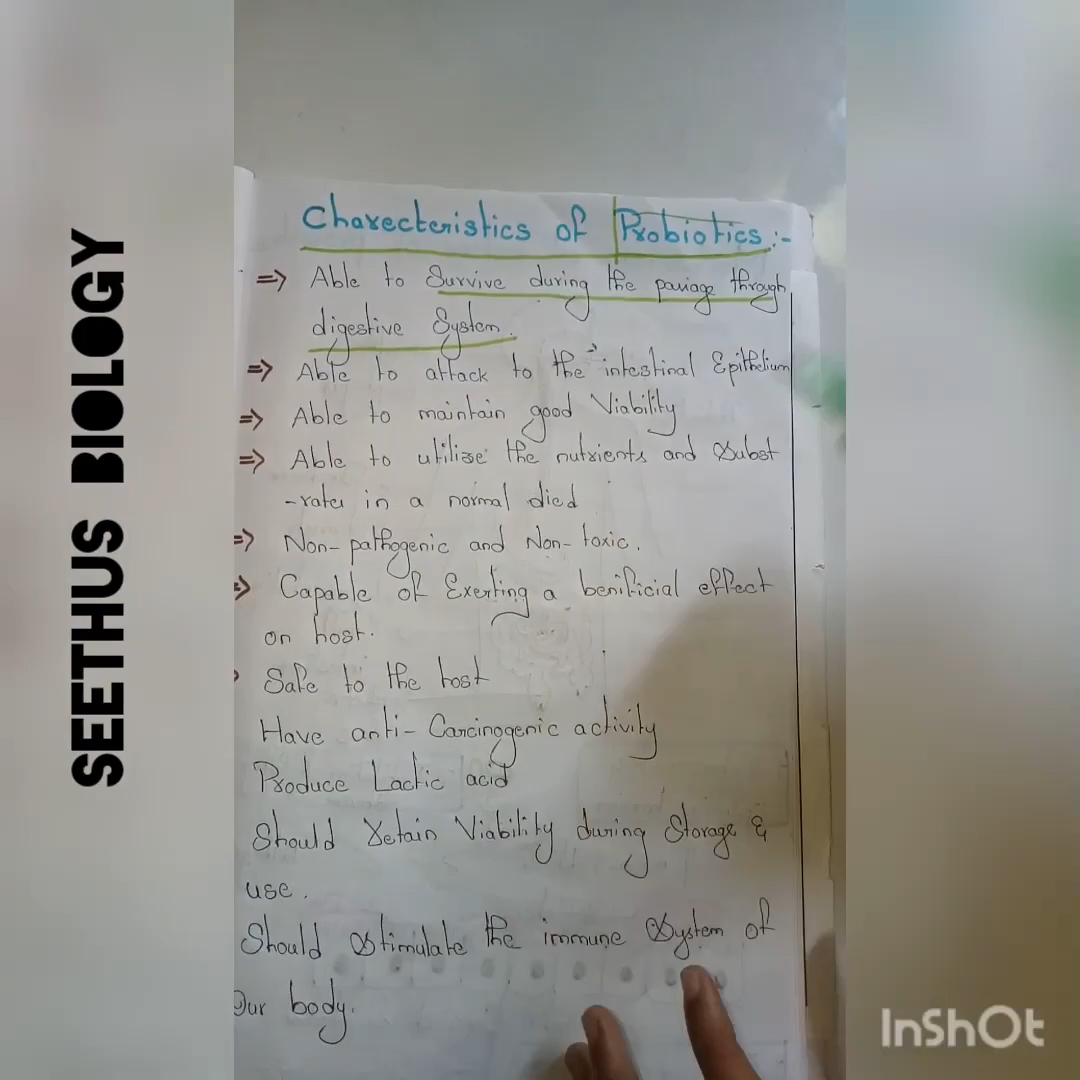 SEETHUS BIOLOGY
Charecteristics of Probiotics:-
=> Able to Survive during the passage through
digestive System.
=> Able to attack to the intestinal Epithelium
=> Able to maintain good Viability
=> Able to utilise the nutrients and Subst
-rates in a normal died
=> Non-pathogenic and Non-toxic.
=> Capable of Exerting a benificial effect
on host.
Safe to the host
Have anti-Carcinogenic activity
Produce Lactic acid
Should retain Viability during Storage &
use.
Should Stimulate the immune System of
Our body.
InShOt